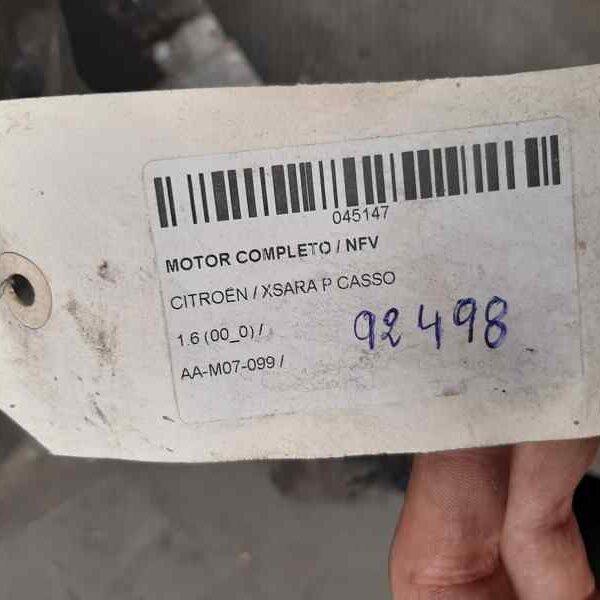 045147
MOTOR COMPLETO / NFV
CITROËN / XSARA P CASSO
1.6 (00_0) /
92498
AA-M07-099 /